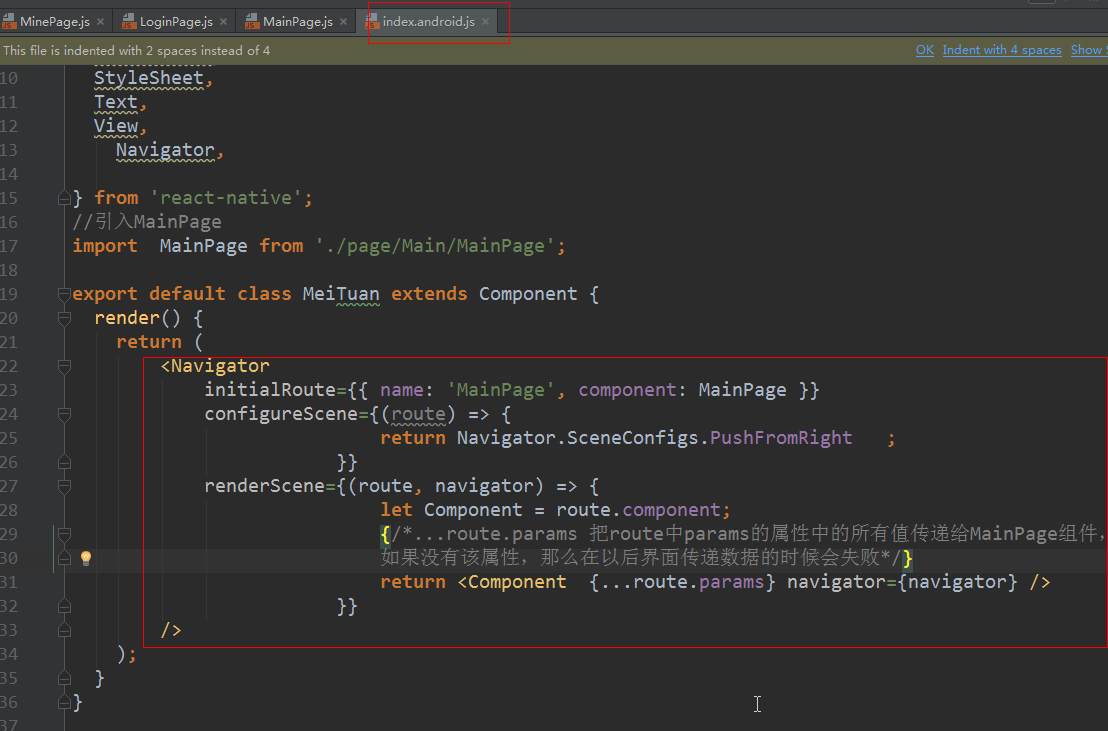 MinePage.js × LoginPage.js × MainPage.js × index.android.js ×
This file is indented with 2 spaces instead of 4 OK Indent with 4 spaces Show
10 StyleSheet,
11 Text,
12 View,
13 Navigator,
14
15 } from 'react-native';
16 //引入MainPage
17 import MainPage from './page/Main/MainPage';
18
19 export default class MeiTuan extends Component {
20 render() {
21 return (
22 <Navigator
23 initialRoute={{ name: 'MainPage', component: MainPage }}
24 configureScene={(route) => {
25 return Navigator.SceneConfigs.PushFromRight ;
26 }}
27 renderScene={(route, navigator) => {
28 let Component = route.component;
29 {/*...route.params 把route中params的属性中的所有值传递给MainPage组件,
30 如果没有该属性，那么在以后界面传递数据的时候会失败*/}
31 return <Component {...route.params} navigator={navigator} />
32 }}
33 />
34 );
35 }
36 }
37